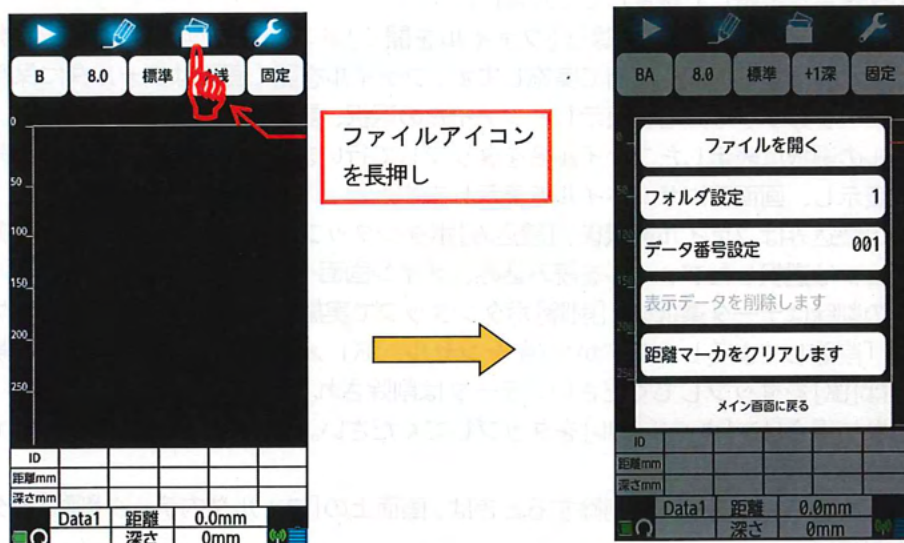 B 8.0 標準 固定
0
50
100
150
200
250
ID
距離mm
深さmm
Data1 距離 0.0mm
深さ 0mm
ファイルアイコン
を長押し
BA 8.0 標準 +1深 固定
ファイルを開く
フォルダ設定 1
データ番号設定 001
表示データを削除します
距離マーカをクリアします
メイン画面に戻る
ID
距離mm
深さmm
Data1 距離 0.0mm
深さ 0mm